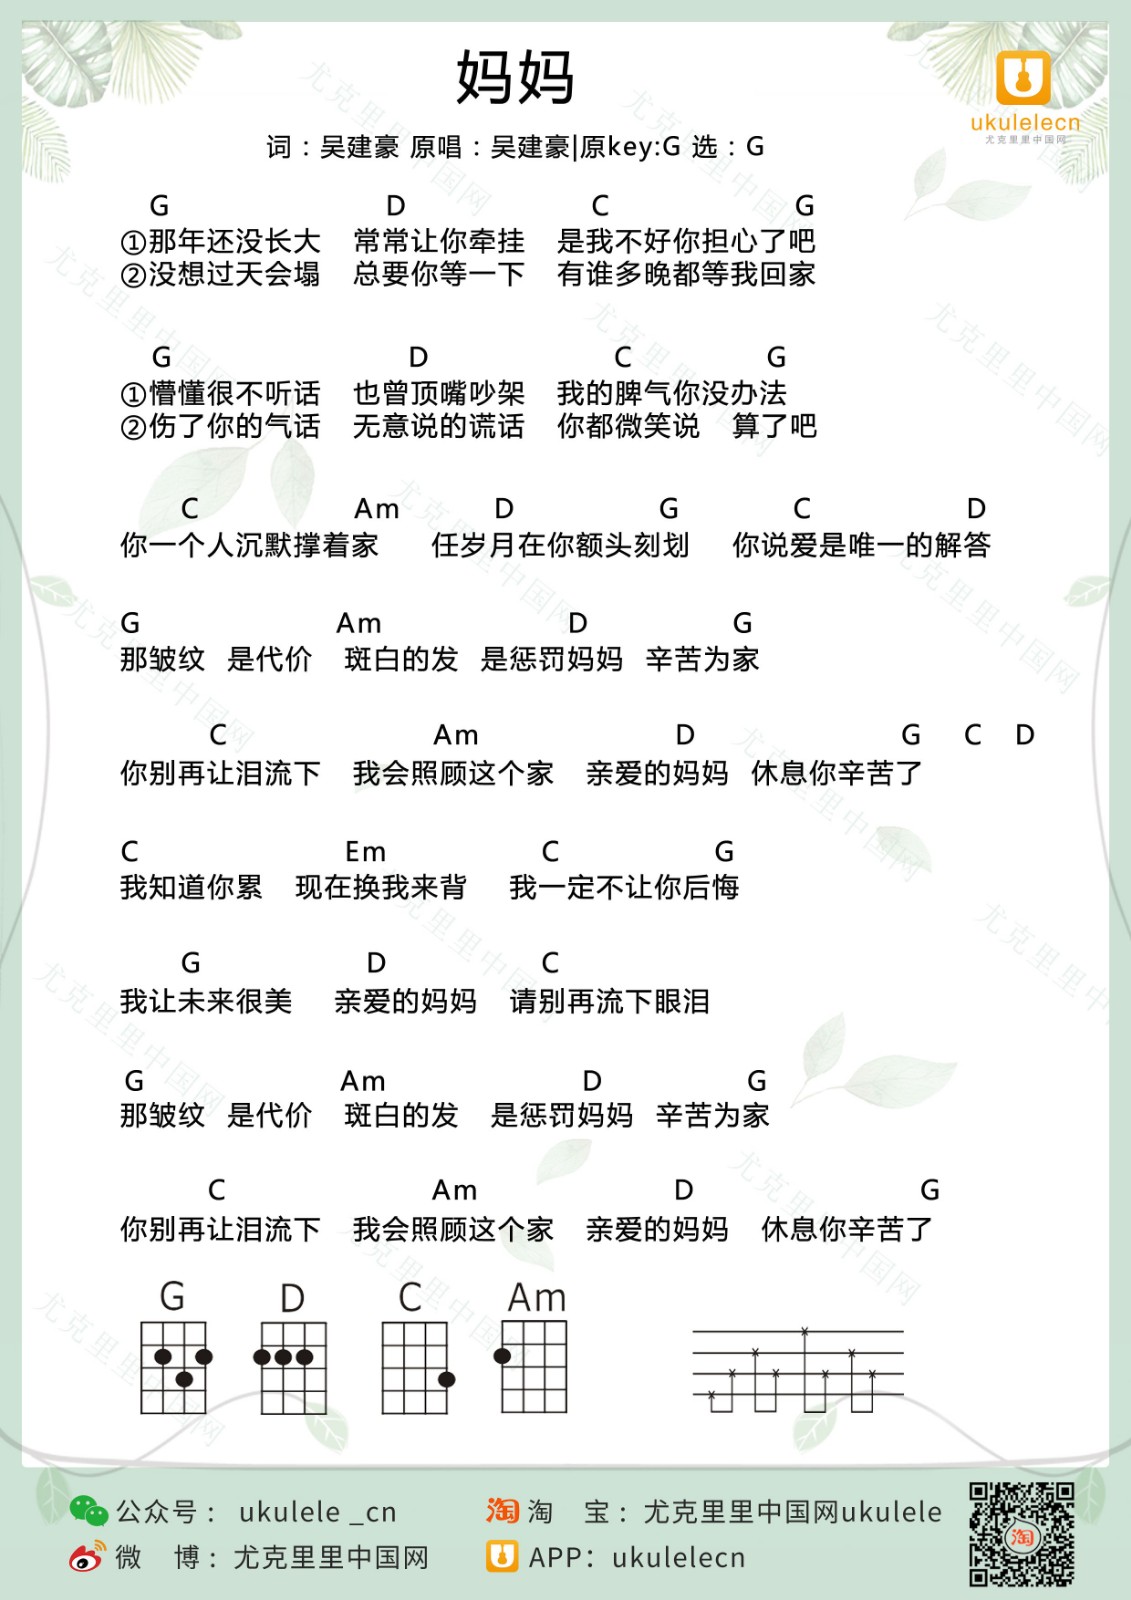 妈妈
ukulelecn
尤克里里中国网
词：吴建豪 原唱：吴建豪|原key:G 选：G
G D C G
①那年还没长大 常常让你牵挂 是我不好你担心了吧
②没想过天会塌 总要你等一下 有谁多晚都等我回家
G D C G
①懵懂很不听话 也曾顶嘴吵架 我的脾气你没办法
②伤了你的气话 无意说的谎话 你都微笑说 算了吧
C Am D G C D
你一个人沉默撑着家 任岁月在你额头刻划 你说爱是唯一的解答
G Am D G
那皱纹 是代价 斑白的发 是惩罚妈妈 辛苦为家
C Am D G C D
你别再让泪流下 我会照顾这个家 亲爱的妈妈 休息你辛苦了
C Em C G
我知道你累 现在换我来背 我一定不让你后悔
G D C
我让未来很美 亲爱的妈妈 请别再流下眼泪
G Am D G
那皱纹 是代价 斑白的发 是惩罚妈妈 辛苦为家
C Am D G
你别再让泪流下 我会照顾这个家 亲爱的妈妈 休息你辛苦了
G D C Am
公众号： ukulele _cn
淘 宝：尤克里里中国网ukulele
微 博：尤克里里中国网
APP：ukulelecn